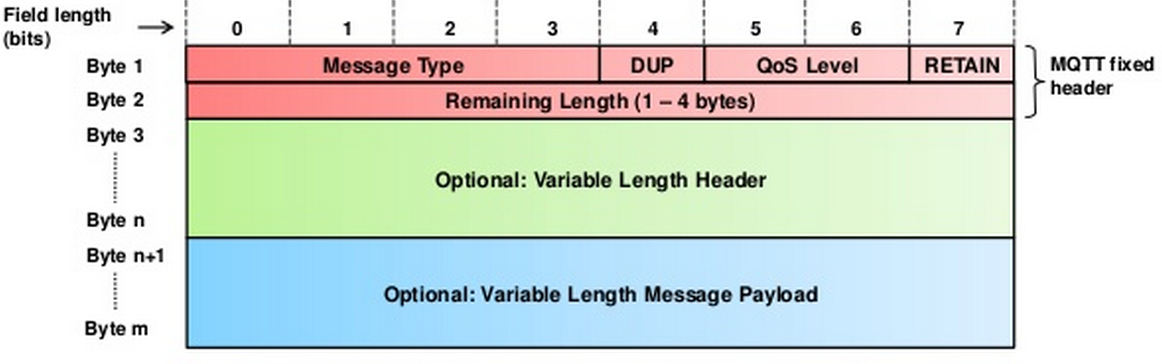 Field length
(bits)
0 1 2 3 4 5 6 7
Byte 1 Message Type DUP QoS Level RETAIN
Byte 2 Remaining Length (1 – 4 bytes)
MQTT fixed
header
Byte 3
Optional: Variable Length Header
Byte n
Byte n+1
Optional: Variable Length Message Payload
Byte m